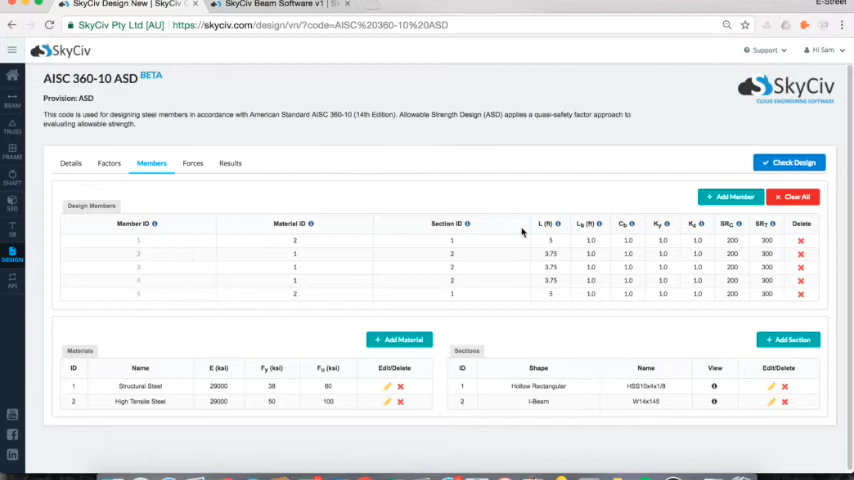 SkyCiv Design New | SkyCiv C
SkyCiv Beam Software v1 | Sk
E-Street
SkyCiv Pty Ltd [AU]
https://skyciv.com/design/vn/?code=AISC%20360-10%20ASD
SkyCiv
Support
Hi Sam
AISC 360-10 ASD BETA
Provision: ASD
This code is used for designing steel members in accordance with American Standard AISC 360-10 (14th Edition). Allowable Strength Design (ASD) applies a quasi-safety factor approach to
evaluating allowable strength.
SkyCiv
CLOUD ENGINEERING SOFTWARE
BEAM
TRUSS
FRAME
SHAFT
S3D
SB
DESIGN
API
Details Factors Members Forces Results
Check Design
+ Add Member
× Clear All
Design Members
Member ID Material ID Section ID L (ft) Lb (ft) Cb Ky Kz SRC SRT Delete
1 2 1 5 1.0 1.0 1.0 1.0 200 300
2 1 2 3.75 1.0 1.0 1.0 1.0 200 300
3 1 2 3.75 1.0 1.0 1.0 1.0 200 300
4 1 2 3.75 1.0 1.0 1.0 1.0 200 300
5 2 1 5 1.0 1.0 1.0 1.0 200 300
+ Add Material
Materials
ID Name E (ksi) Fy (ksi) Fu (ksi) Edit/Delete
1 Structural Steel 29000 38 60
2 High Tensile Steel 29000 50 100
+ Add Section
Sections
ID Shape Name View Edit/Delete
1 Hollow Rectangular HSS10x4x1/8
2 I-Beam W14x145